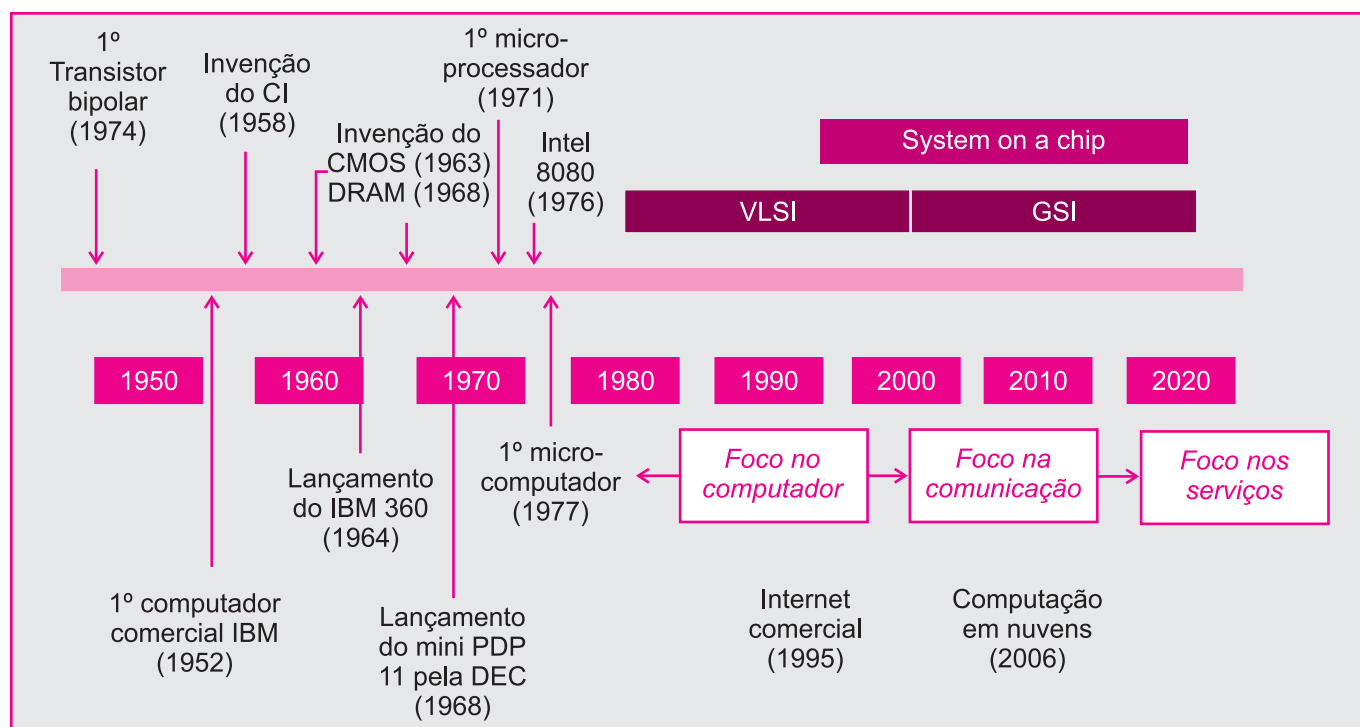 1º
Transistor
bipolar
(1974)
Invenção
do CI
(1958)
Invenção do
CMOS (1963)
DRAM (1968)
1º micro-
processador
(1971)
Intel
8080
(1976)
System on a chip
VLSI
GSI
1950
1960
1970
1980
1990
2000
2010
2020
1º computador
comercial IBM
(1952)
Lançamento
do IBM 360
(1964)
Lançamento
do mini PDP
11 pela DEC
(1968)
1º micro-
computador
(1977)
Foco no
computador
Foco na
comunicação
Foco nos
serviços
Internet
comercial
(1995)
Computação
em nuvens
(2006)